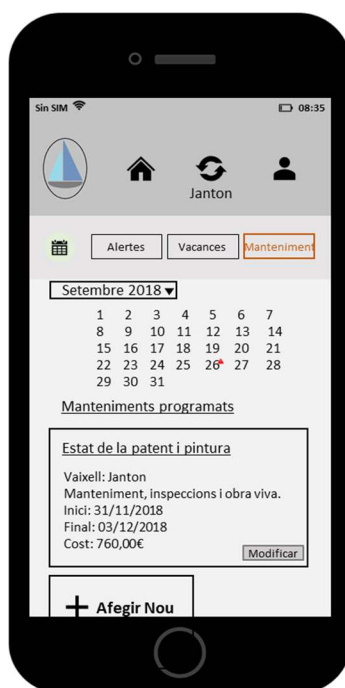 Sin SIM 08:35
Janton
Alertes Vacances Manteniment
Setembre 2018
1 2 3 4 5 6 7
8 9 10 11 12 13 14
15 16 17 18 19 20 21
22 23 24 25 26 27 28
29 30 31
Manteniments programats
Estat de la patent i pintura
Vaixell: Janton
Manteniment, inspeccions i obra viva.
Inici: 31/11/2018
Final: 03/12/2018
Cost: 760,00€
Modificar
+ Afegir Nou